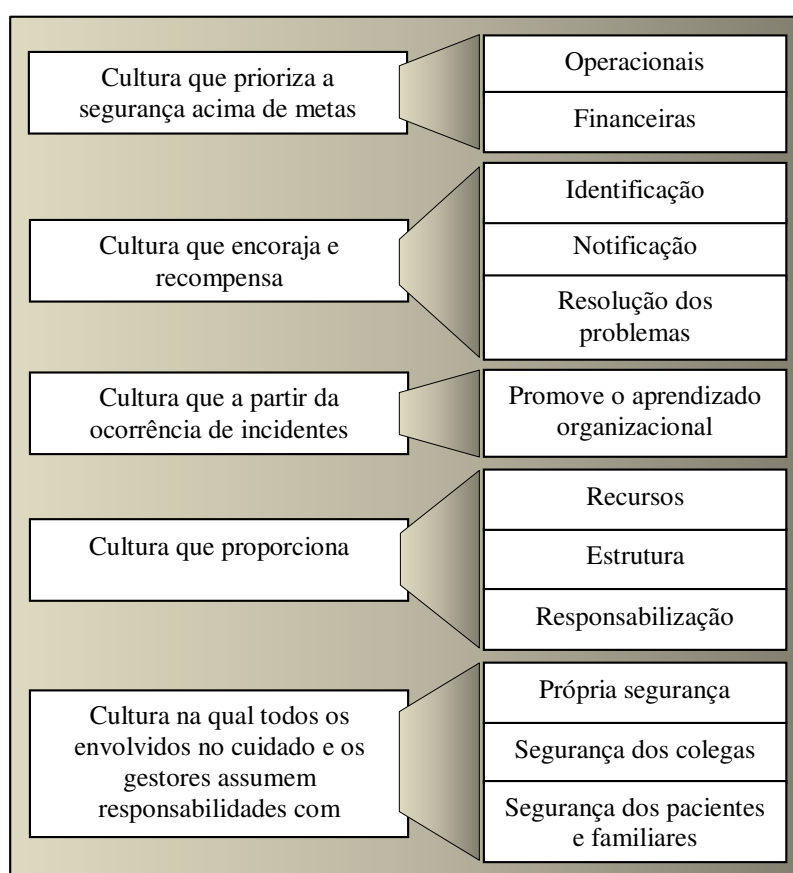 Cultura que prioriza a
segurança acima de metas
Operacionais
Financeiras
Cultura que encoraja e
recompensa
Identificação
Notificação
Resolução dos
problemas
Cultura que a partir da
ocorrência de incidentes
Promove o aprendizado
organizacional
Cultura que proporciona
Recursos
Estrutura
Responsabilização
Cultura na qual todos os
envolvidos no cuidado e os
gestores assumem
responsabilidades com
Própria segurança
Segurança dos colegas
Segurança dos pacientes
e familiares